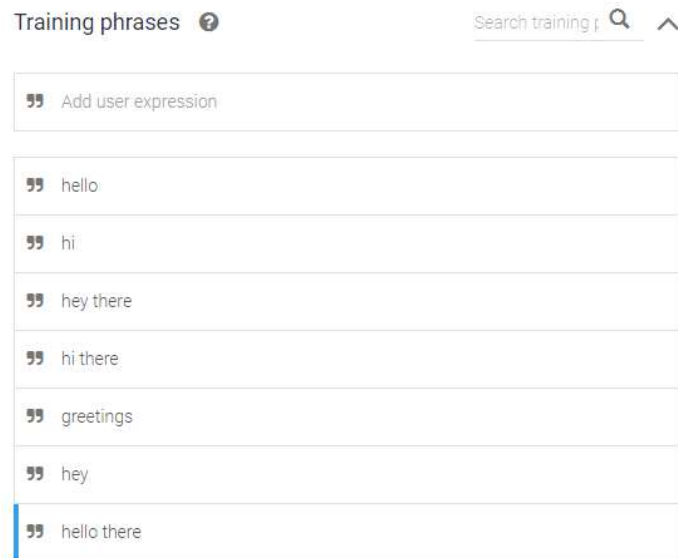 Training phrases
Search training p
Add user expression
hello
hi
hey there
hi there
greetings
hey
hello there